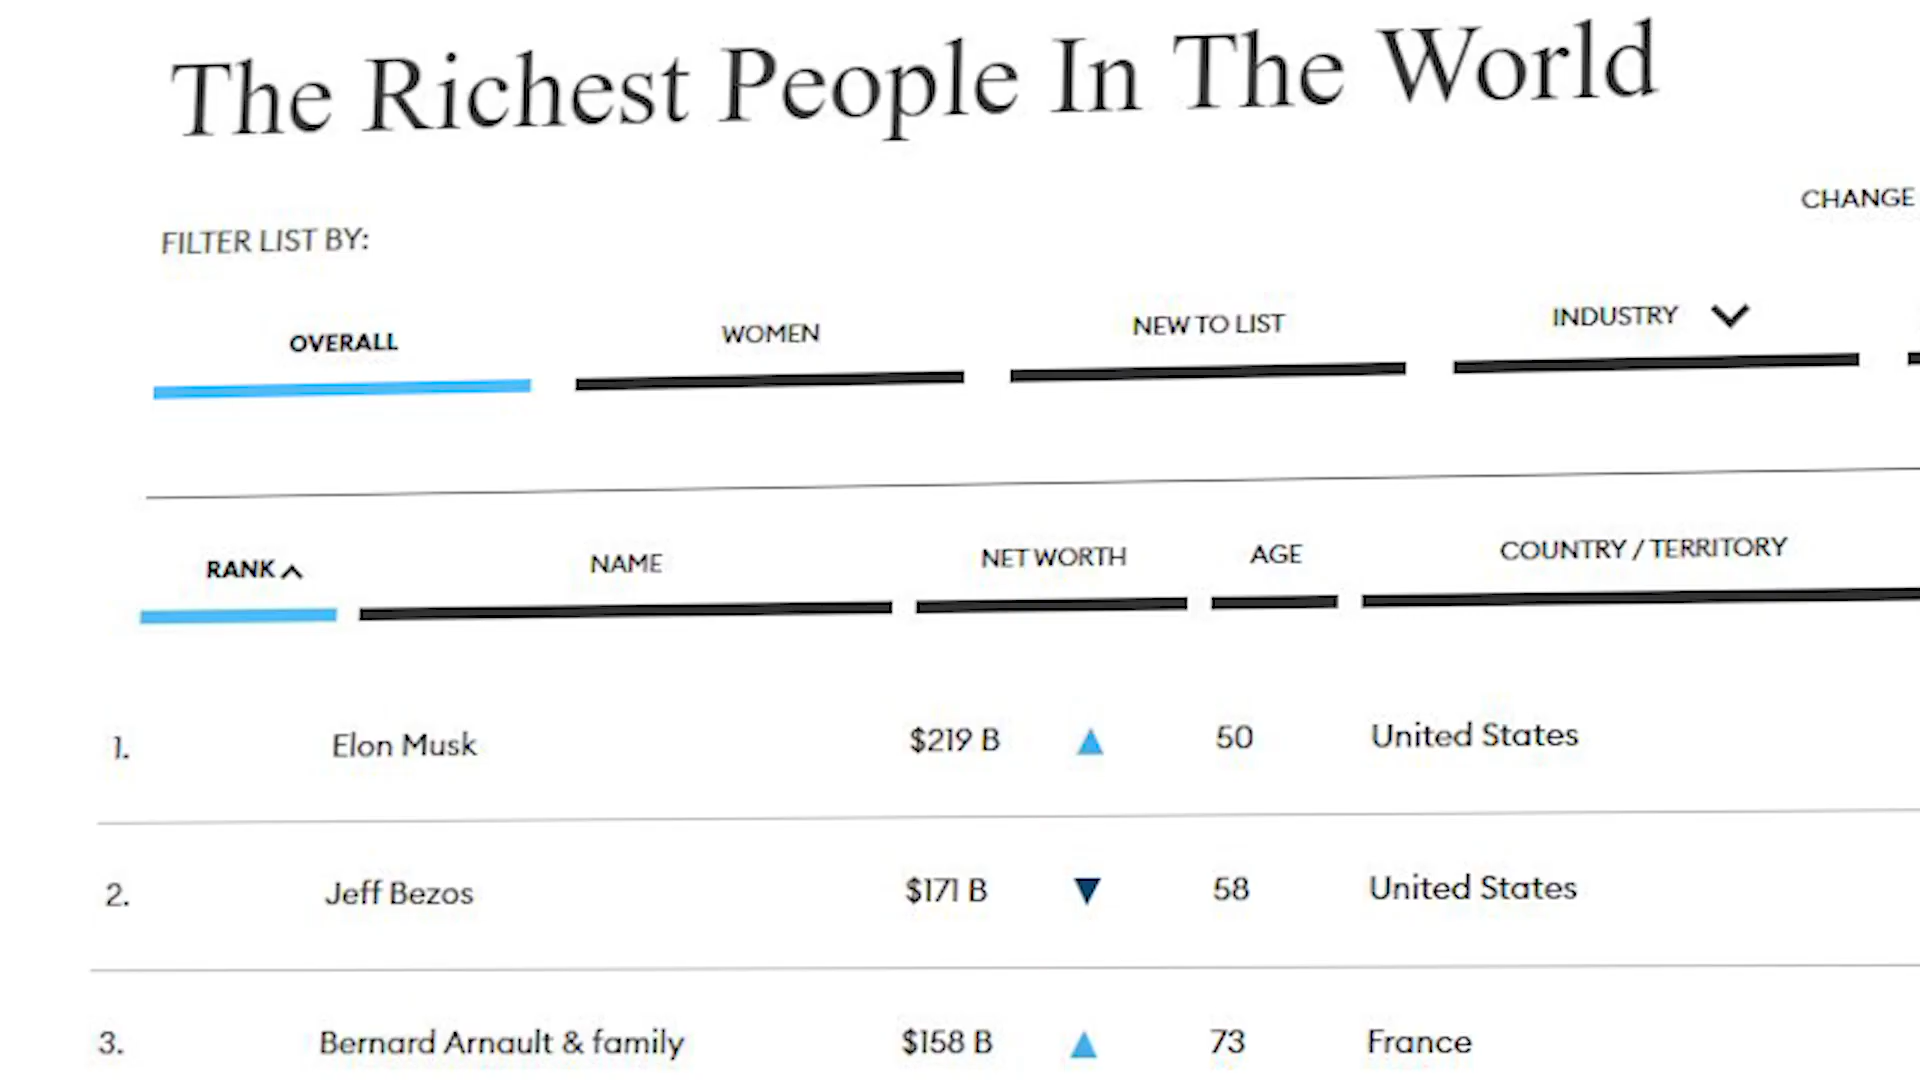 The Richest People In The World
CHANGE
FILTER LIST BY:
OVERALL WOMEN NEW TO LIST INDUSTRY
RANK NAME NET WORTH AGE COUNTRY / TERRITORY
1. Elon Musk $219 B 50 United States
2. Jeff Bezos $171 B 58 United States
3. Bernard Arnault & family $158 B 73 France